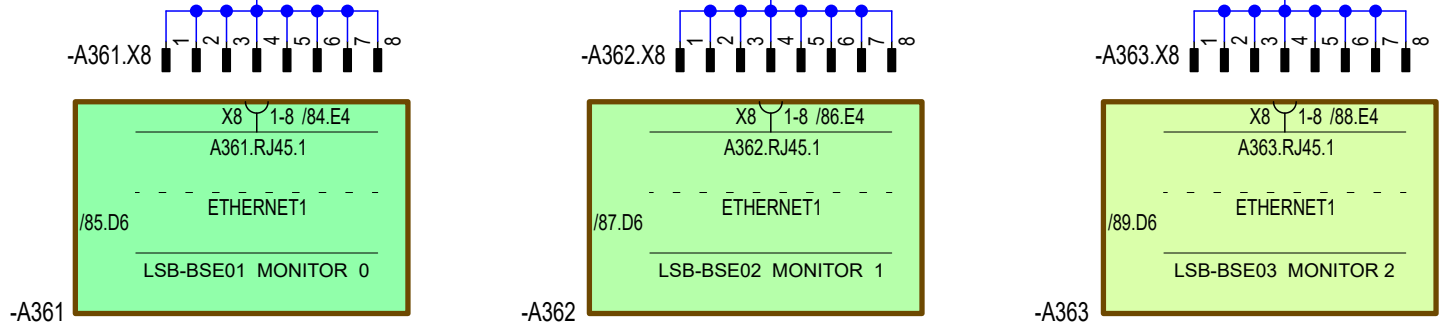 -A361.X8 1 2 3 4 5 6 7 8
-A362.X8 1 2 3 4 5 6 7 8
-A363.X8 1 2 3 4 5 6 7 8
X8 1-8 /84.E4
A361.RJ45.1
ETHERNET1
/85.D6
LSB-BSE01 MONITOR 0
-A361
X8 1-8 /86.E4
A362.RJ45.1
ETHERNET1
/87.D6
LSB-BSE02 MONITOR 1
-A362
X8 1-8 /88.E4
A363.RJ45.1
ETHERNET1
/89.D6
LSB-BSE03 MONITOR 2
-A363